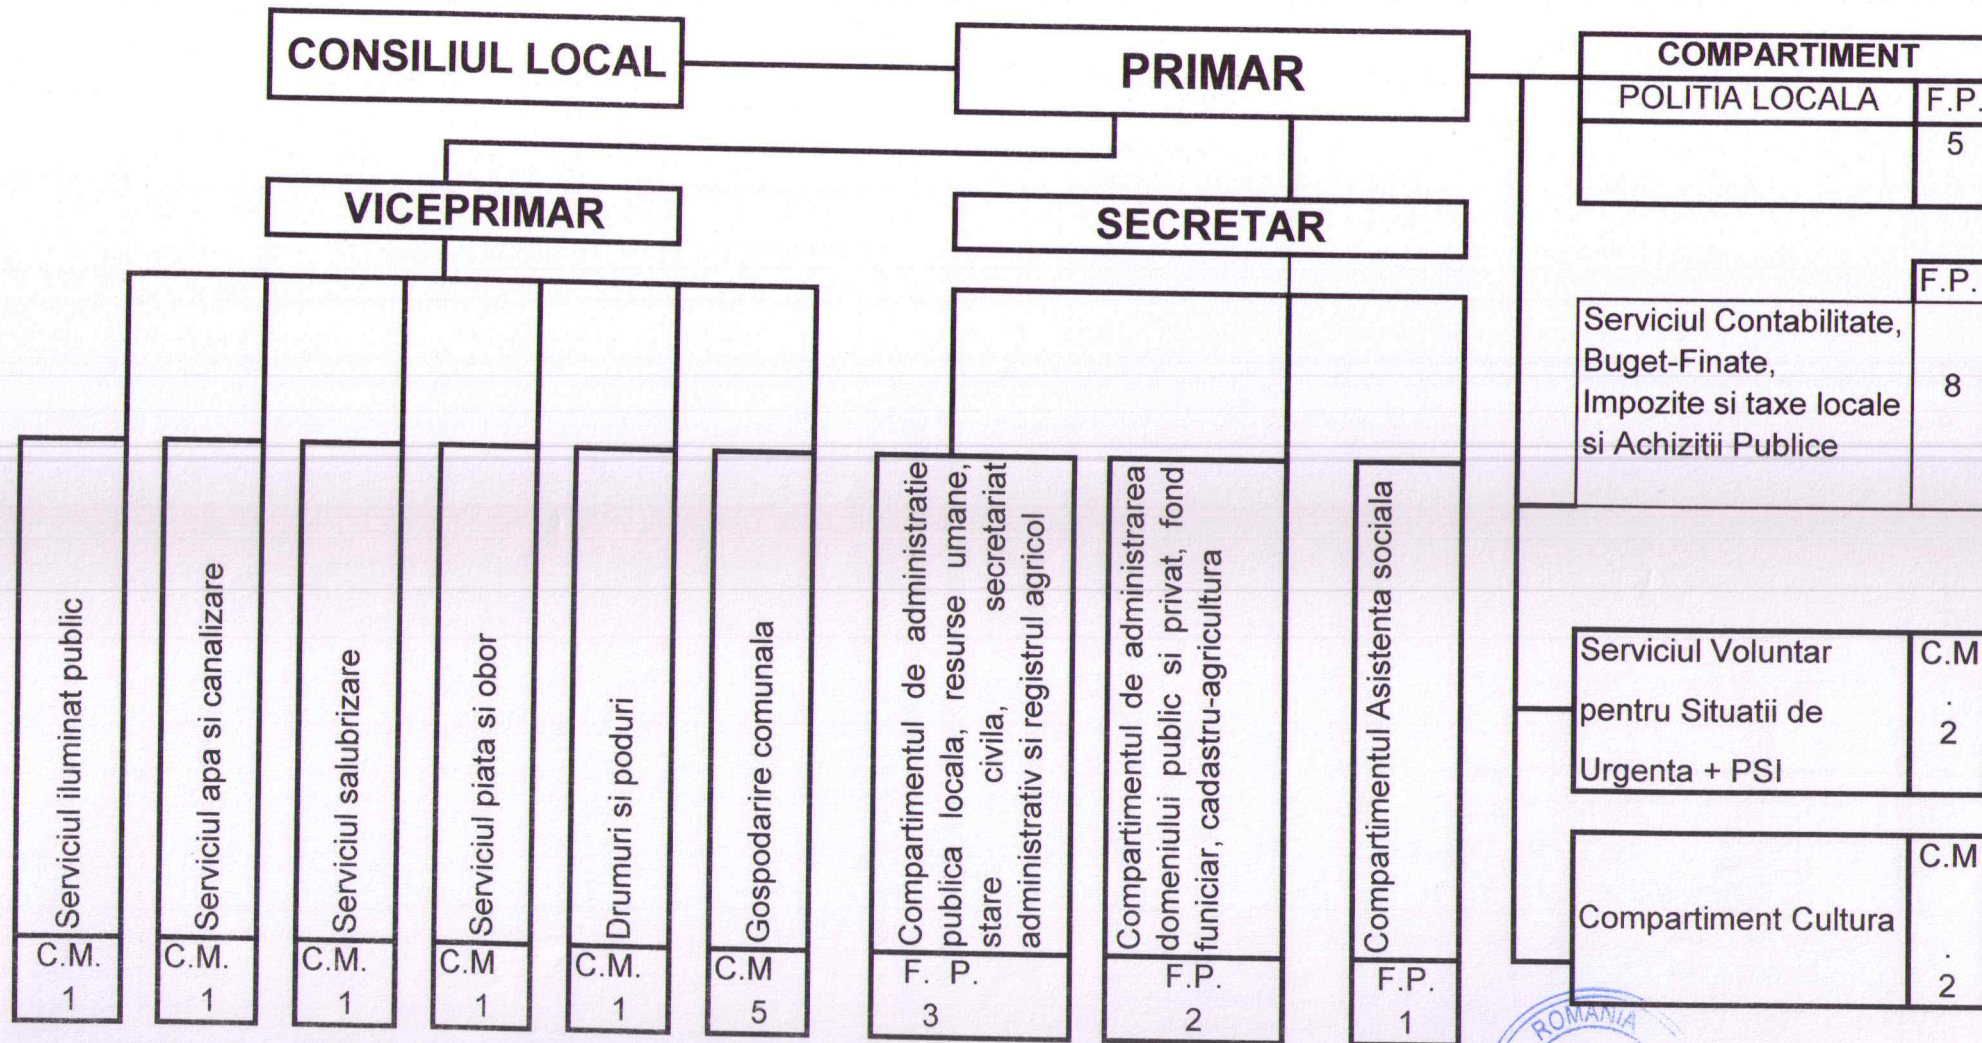 CONSILIUL LOCAL
PRIMAR
COMPARTIMENT
POLITIA LOCALA F.P.
5
VICEPRIMAR
SECRETAR
F.P.
Serviciul Contabilitate,
Buget-Finate,
Impozite si taxe locale
si Achizitii Publice
8
Serviciul iluminat public
C.M.
1
Serviciul apa si canalizare
C.M.
1
Serviciul salubrizare
C.M.
1
Serviciul piata si obor
C.M
1
Drumuri si poduri
C.M.
1
Gospodarire comunala
C.M
5
Compartimentul de administratie
publica locala, resurse umane,
stare civila, secretariat
administrativ si registrul agricol
F. P.
3
Compartimentul de administrarea
domeniului public si privat, fond
funiciar, cadastru-agricultura
F.P.
2
Compartimentul Asistenta sociala
F.P.
1
Serviciul Voluntar
pentru Situatii de
Urgenta + PSI
C.M
.
2
Compartiment Cultura
C.M
.
2
ROMANIA